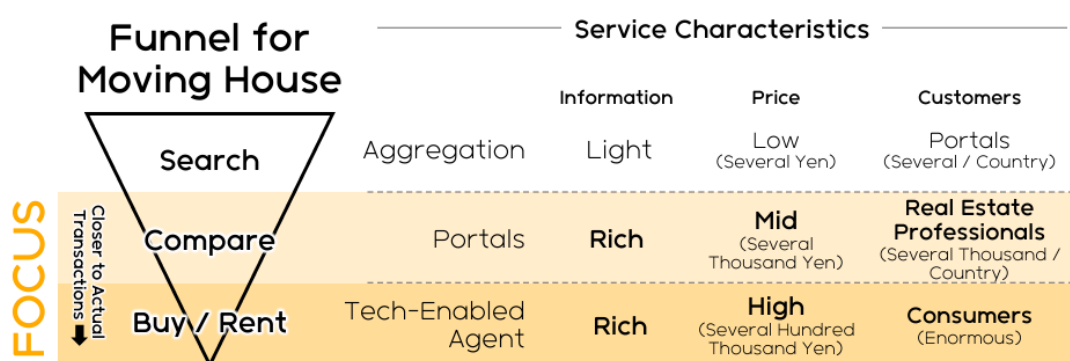 Funnel for
Moving House
Service Characteristics
Information
Price
Customers
Search
Aggregation
Light
Low
(Several Yen)
Portals
(Several / Country)
FOCUS
Closer to Actual
Transactions
Compare
Portals
Rich
Mid
(Several
Thousand Yen)
Real Estate
Professionals
(Several Thousand /
Country)
Buy / Rent
Tech-Enabled
Agent
Rich
High
(Several Hundred
Thousand Yen)
Consumers
(Enormous)